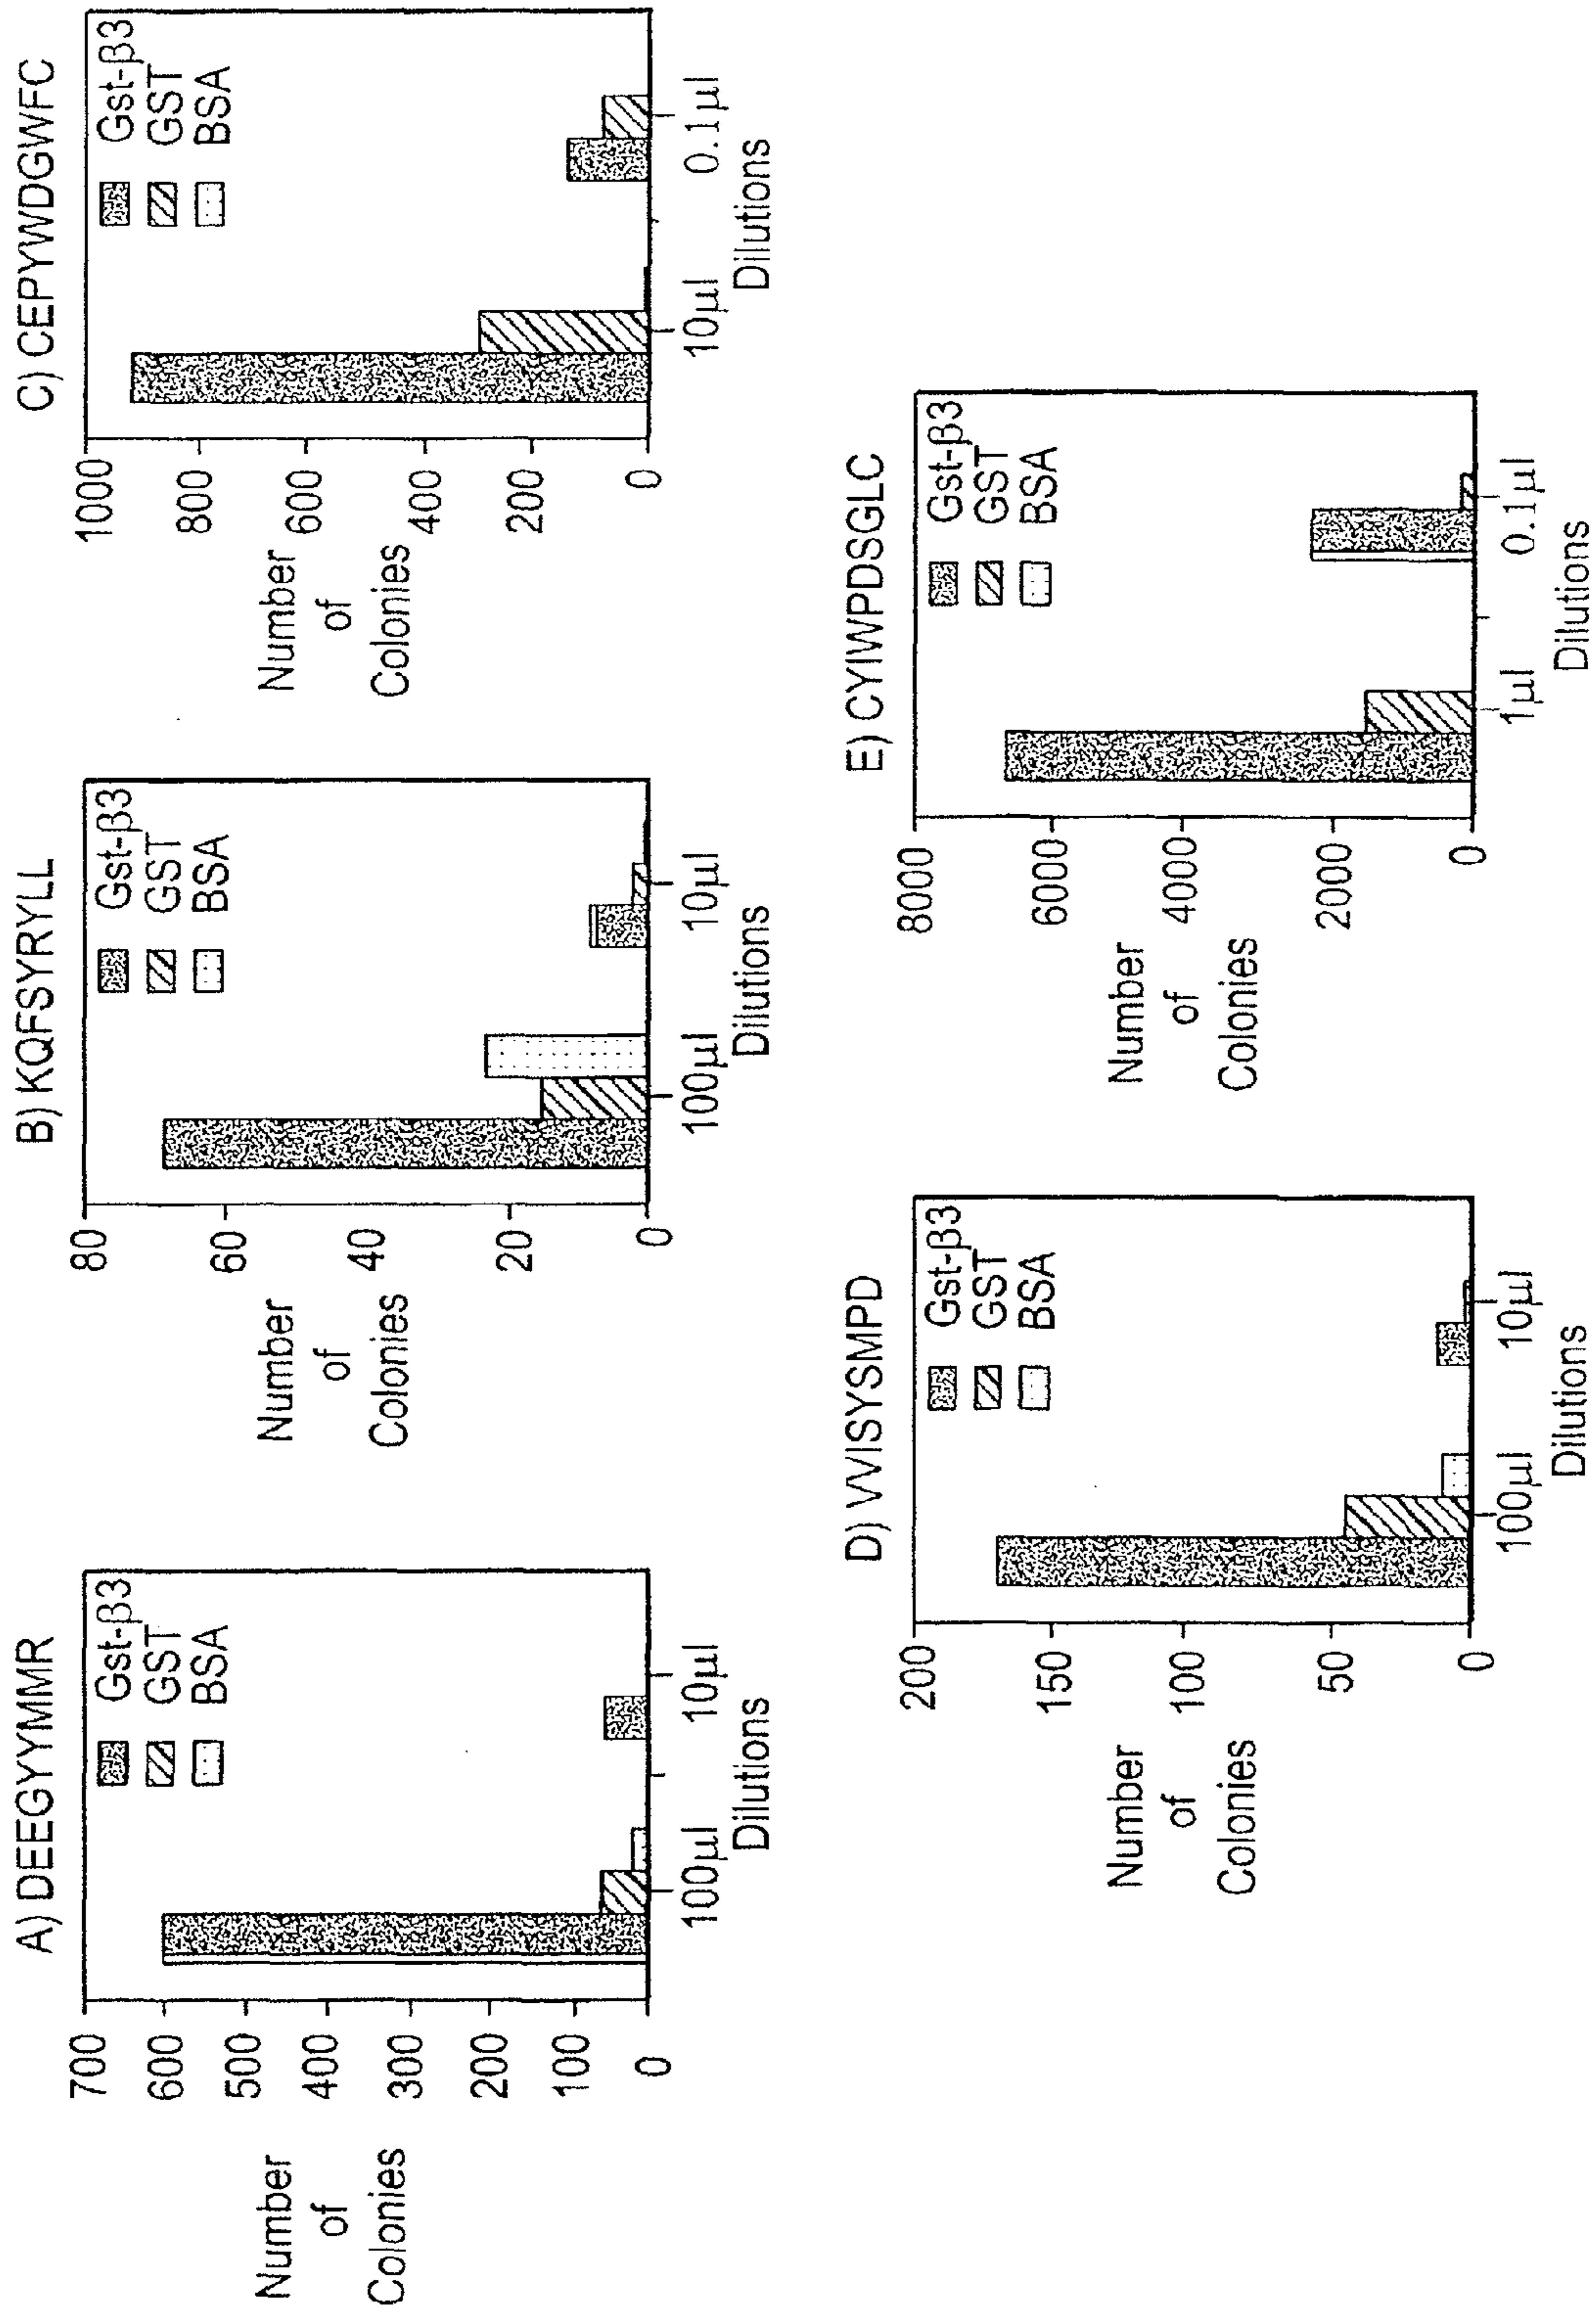 A) DEEGYYMMR
700
600
500
400
300
200
100
0
Number
of
Colonies
Gst-β3
GST
BSA
100µl
10µl
Dilutions
B) KQFSYRYLL
80
60
40
20
0
Number
of
Colonies
Gst-β3
GST
BSA
100µl
10µl
Dilutions
C) CEPYWDGWFC
1000
800
600
400
200
0
Number
of
Colonies
Gst-β3
GST
BSA
10µl
0.1µl
Dilutions
D) VVISYSMPD
200
150
100
50
0
Number
of
Colonies
Gst-β3
GST
BSA
100µl
10µl
Dilutions
E) CYIWPDSGLC
8000
6000
4000
2000
0
Number
of
Colonies
Gst-β3
GST
BSA
1µl
0.1µl
Dilutions